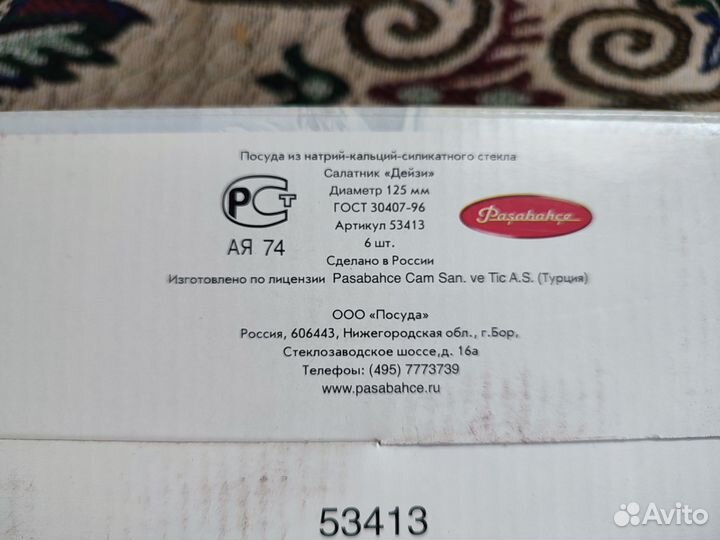 Посуда из натрий-кальций-силикатного стекла
Салатник «Дейзи»
Диаметр 125 мм
ГОСТ 30407-96
Артикул 53413
6 шт.
Сделано в России
РСТ
АЯ 74
Paşabahçe
Изготовлено по лицензии Pasabahce Cam San. ve Tic A.S. (Турция)
ООО «Посуда»
Россия, 606443, Нижегородская обл., г.Бор,
Стеклозаводское шоссе,д. 16а
Телефоы: (495) 7773739
www.pasabahce.ru
53413
Avito